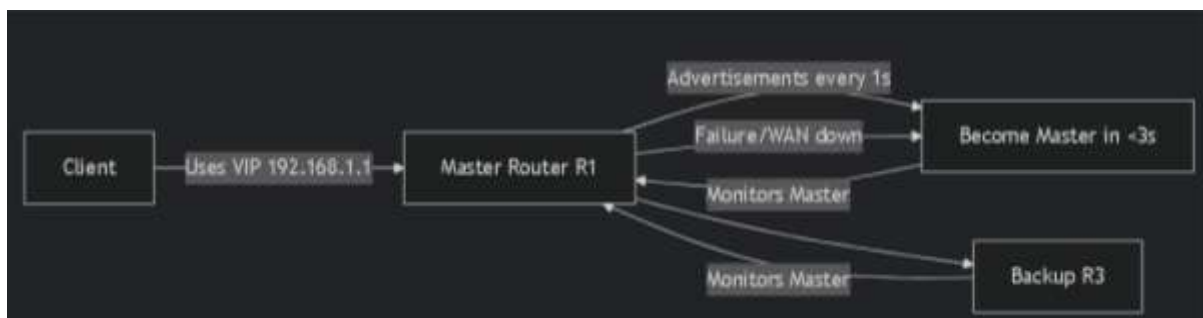 Client
Uses VIP 192.168.1.1
Master Router R1
Advertisements every 1s
Failure/WAN down
Monitors Master
Become Master in <3s
Monitors Master
Backup R3